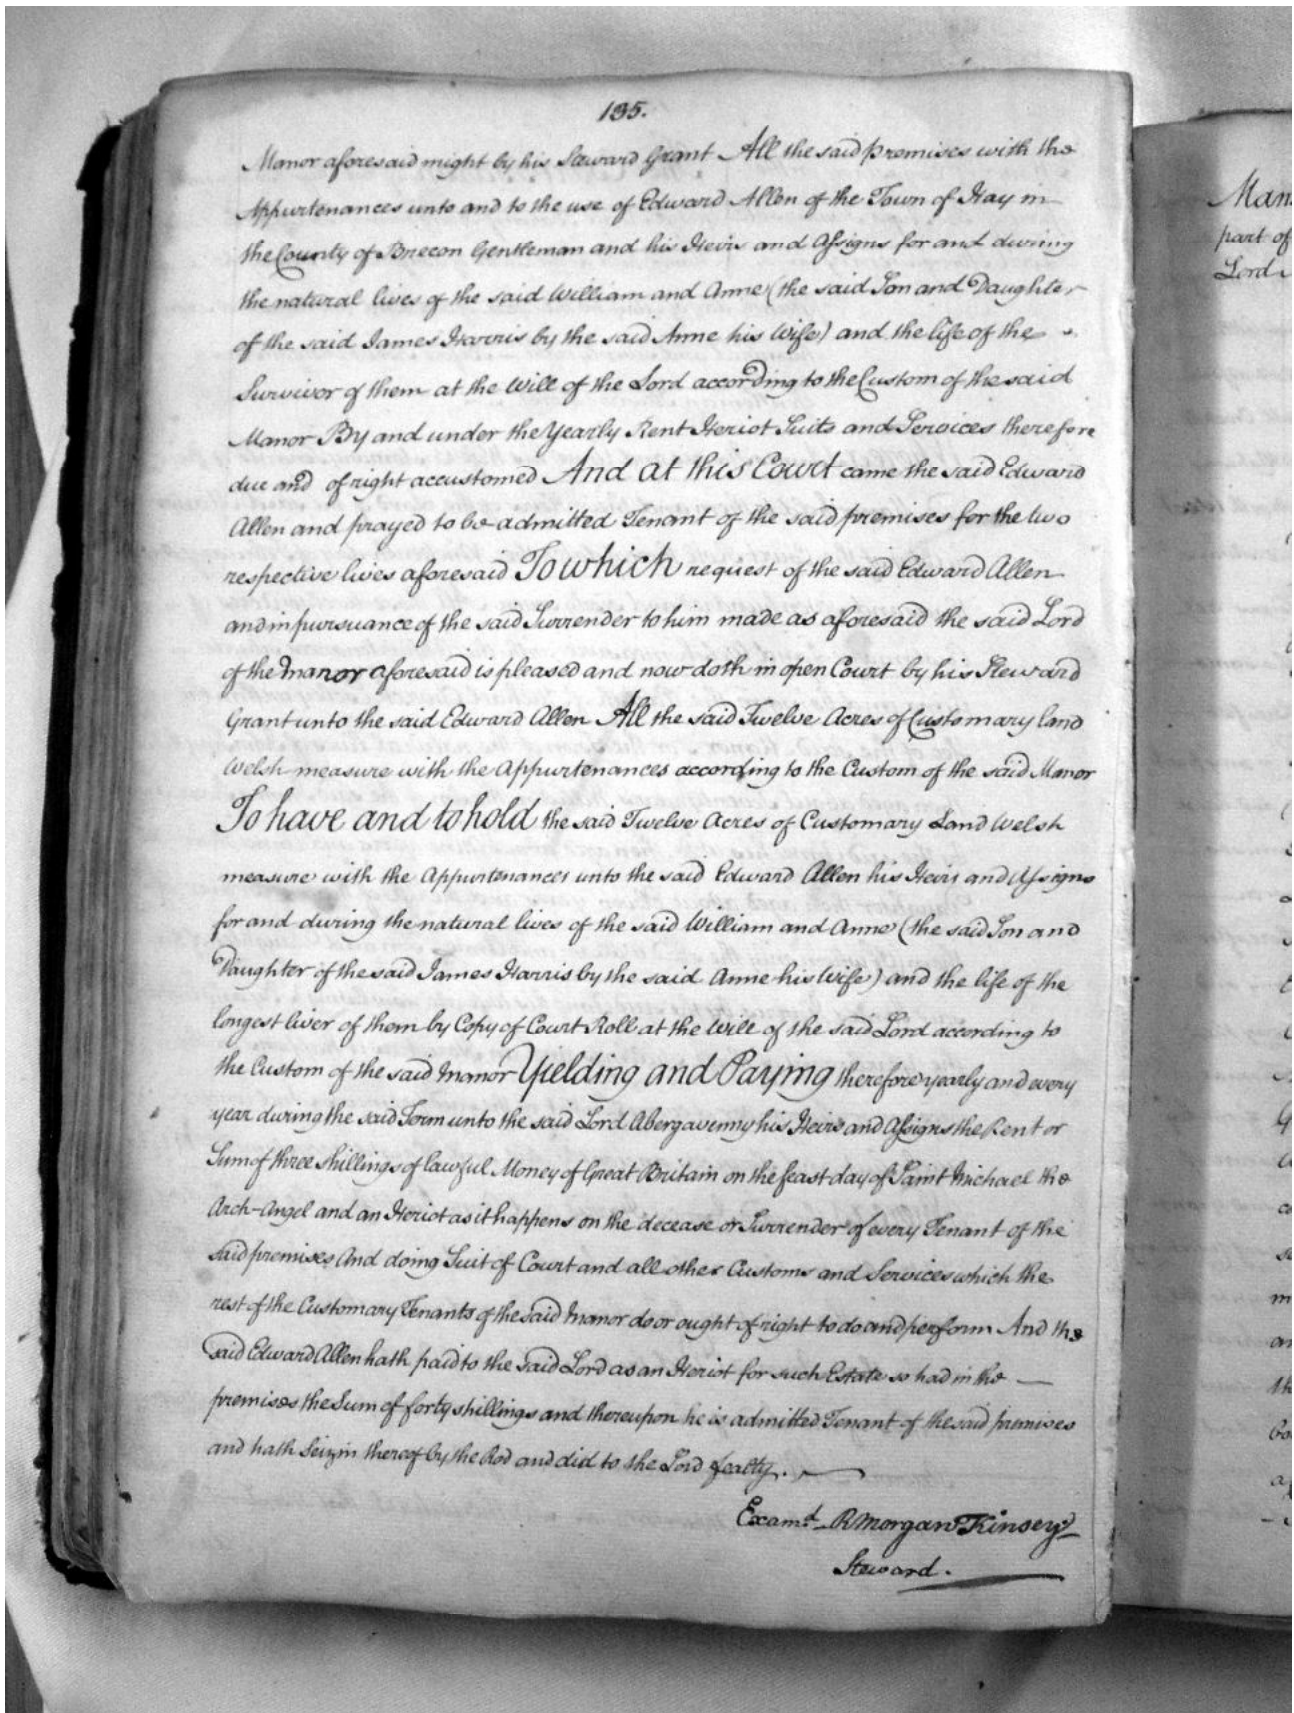 135.
Manor aforesaid might by his Steward Grant All the said premises with the
Appurtenances unto and to the use of Edward Allen of the Town of Hay in
the County of Brecon Gentleman and his Heirs and Assigns for and during
the natural lives of the said William and Anne (the said Son and Daughter
of the said James Harris by the said Anne his Wife) and the life of the
Survivor of them at the Will of the Lord according to the Custom of the said
Manor By and under the Yearly Rent Heriot Suits and Services therefore
due and of right accustomed And at this Court came the said Edward
Allen and prayed to be admitted Tenant of the said premises for the two
respective lives aforesaid To which request of the said Edward Allen
and in pursuance of the said Surrender to him made as aforesaid the said Lord
of the Manor aforesaid is pleased and now doth in open Court by his Steward
Grant unto the said Edward Allen All the said Twelve Acres of Customary land
Welsh measure with the Appurtenances according to the Custom of the said Manor
To have and to hold the said Twelve Acres of Customary Land Welsh
measure with the Appurtenances unto the said Edward Allen his Heirs and Assigns
for and during the natural lives of the said William and Anne (the said Son and
Daughter of the said James Harris by the said Anne his Wife) and the life of the
longest liver of them by Copy of Court Roll at the Will of the said Lord according to
the Custom of the said Manor Yielding and Paying therefore yearly and every
year during the said Term unto the said Lord Abergavenny his Heirs and Assigns the Rent or
Sum of three shillings of lawful Money of Great Britain on the feast day of Saint Michael the
Arch-Angel and an Heriot as it happens on the decease or Surrender of every Tenant of the
said premises And doing Suit of Court and all other Customs and Services which the
rest of the Customary Tenants of the said Manor do or ought of right to do and perform And the
said Edward Allen hath paid to the said Lord as an Heriot for such Estate so had in the
premises the Sum of forty shillings and thereupon he is admitted Tenant of the said premises
and hath Seizin thereof by the Rod and did to the Lord fealty.
Examd. R Morgan Kinsey
Steward.
Man
part of
Lord